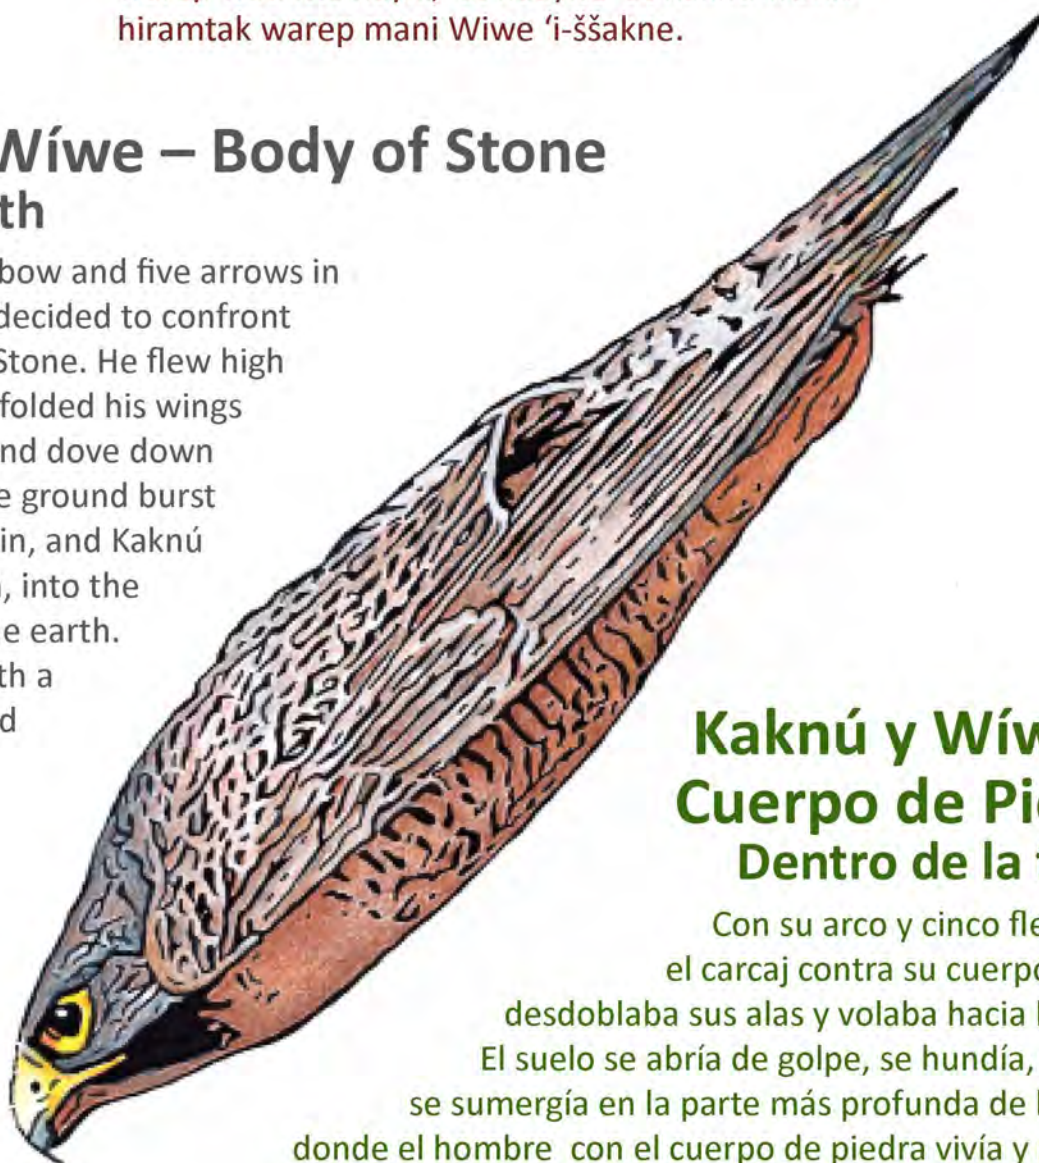 hiramtak warep mani Wiwe ‘i-ššakne.
Wíwe – Body of Stone
th
bow and five arrows in
decided to confront
Stone. He flew high
folded his wings
nd dove down
e ground burst
in, and Kaknú
, into the
e earth.
th a
d
Kaknú y Wíw
Cuerpo de Pi
Dentro de la
Con su arco y cinco fle
el carcaj contra su cuerpo
desdoblaba sus alas y volaba hacia
El suelo se abría de golpe, se hundía,
se sumergía en la parte más profunda de
donde el hombre con el cuerpo de piedra vivía y